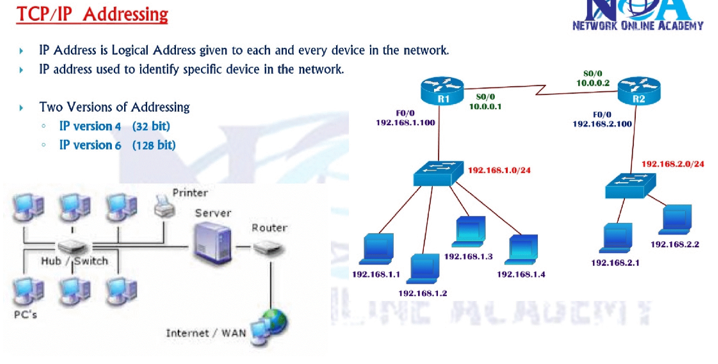 TCP/IP Addressing
NETWORK ONLINE ACADEMY
IP Address is Logical Address given to each and every device in the network.
IP address used to identify specific device in the network.
Two Versions of Addressing
IP version 4 (32 bit)
IP version 6 (128 bit)
Printer
Server
Router
Hub / Switch
PC's
Internet / WAN
R1
S0/0
10.0.0.1
S0/0
10.0.0.2
R2
F0/0
192.168.1.100
F0/0
192.168.2.100
192.168.1.0/24
192.168.2.0/24
192.168.1.1
192.168.1.2
192.168.1.3
192.168.1.4
192.168.2.1
192.168.2.2
LINE ACADEMY